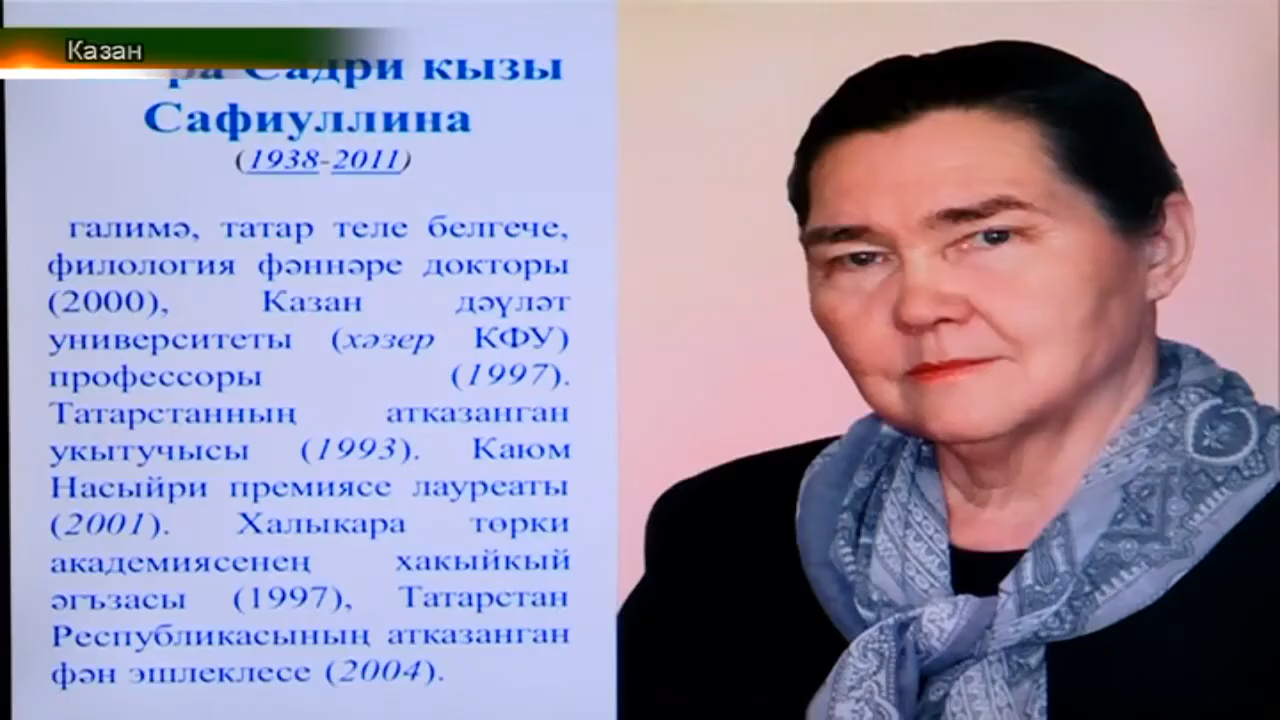 Казан
Садри кызы
Сафиуллина
(1938-2011)
галимә, татар теле белгече,
филология фәннәре докторы
(2000), Казан дәүләт
университеты (хәзер КФУ)
профессоры (1997).
Татарстанның атказанган
укытучысы (1993). Каюм
Насыйри премиясе лауреаты
(2001). Халыкара төрки
академиясенең хакыйкый
әгъзасы (1997), Татарстан
Республикасының атказанган
фән эшлеклесе (2004).